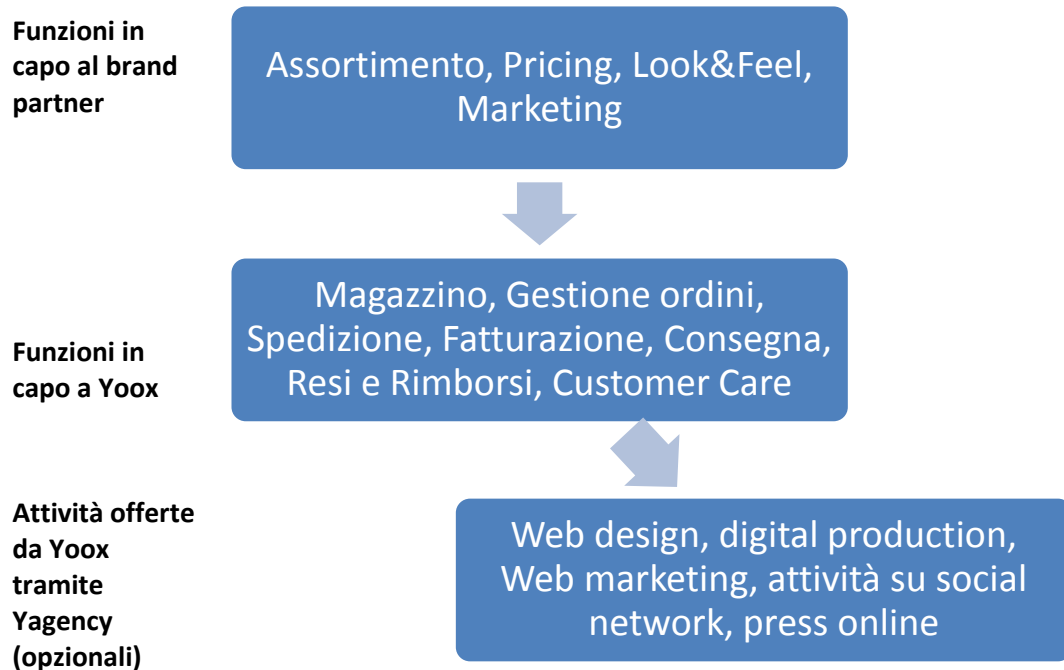 Funzioni in
capo al brand
partner
Assortimento, Pricing, Look&Feel,
Marketing
Funzioni in
capo a Yoox
Magazzino, Gestione ordini,
Spedizione, Fatturazione, Consegna,
Resi e Rimborsi, Customer Care
Attività offerte
da Yoox
tramite
Yagency
(opzionali)
Web design, digital production,
Web marketing, attività su social
network, press online